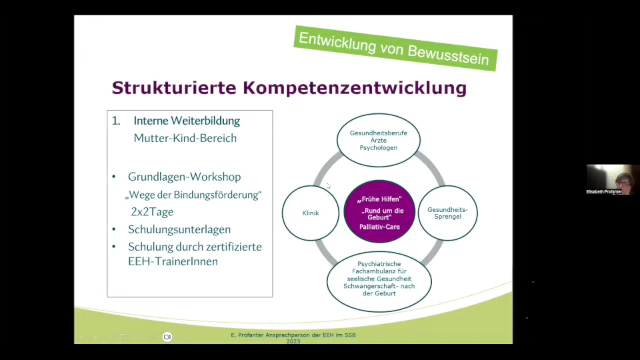 Entwicklung von Bewusstsein
Strukturierte Kompetenzentwicklung
1. Interne Weiterbildung
Mutter-Kind-Bereich
• Grundlagen-Workshop
„Wege der Bindungsförderung"
2x2Tage
• Schulungsunterlagen
• Schulung durch zertifizierte
EEH-TrainerInnen
Gesundheitsberufe
Ärzte
Psychologen
Klinik
„Frühe Hilfen"
„Rund um die
Geburt"
Palliativ-Care
Gesundheits-
Sprengel
Psychiatrische
Fachambulanz für
seelische Gesundheit
Schwangerschaft- nach
der Geburt
E. Profanter Ansprechperson der EEH im SSB
2023
Elisabeth Profanter